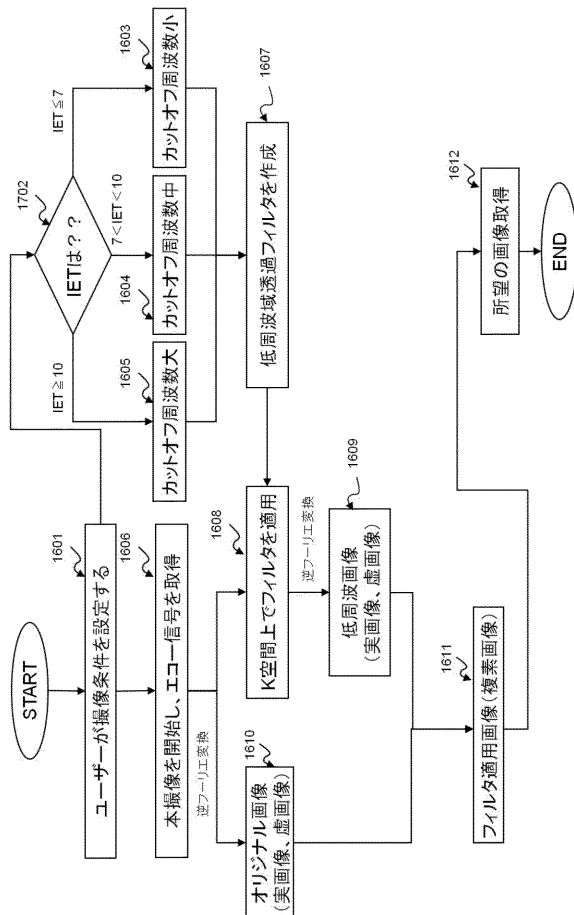 START
1601
ユーザーが撮像条件を設定する
1606
本撮像を開始し、エコー信号を取得
逆フーリエ変換
1610
オリジナル画像
(実画像、虚画像)
1608
K空間上でフィルタを適用
逆フーリエ変換
1609
低周波画像
(実画像、虚画像)
1611
フィルタ適用画像(複素画像)
1702
IETは??
IET≧10
7<IET<10
IET≦7
1605
カットオフ周波数大
1604
カットオフ周波数中
1603
カットオフ周波数小
1607
低周波域透過フィルタを作成
1612
所望の画像取得
END